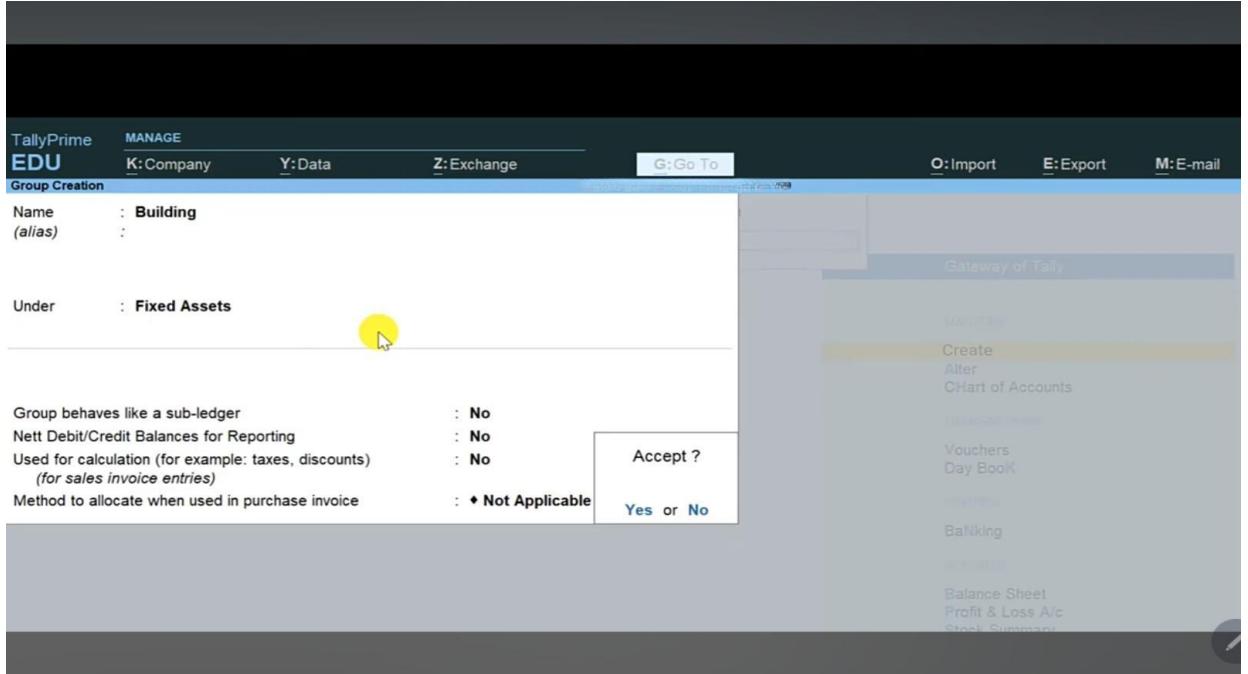 TallyPrime
EDU
MANAGE
K:Company Y:Data Z:Exchange G:Go To O:Import E:Export M:E-mail
Group Creation
Name : Building
(alias) :
Under : Fixed Assets
Group behaves like a sub-ledger : No
Nett Debit/Credit Balances for Reporting : No
Used for calculation (for example: taxes, discounts) : No
(for sales invoice entries)
Method to allocate when used in purchase invoice : ♦ Not Applicable
Accept ?
Yes or No
Gateway of Tally
Create
Alter
CHart of Accounts
Vouchers
Day BooK
BaNking
Balance Sheet
Profit & Loss A/c
Stock Summary